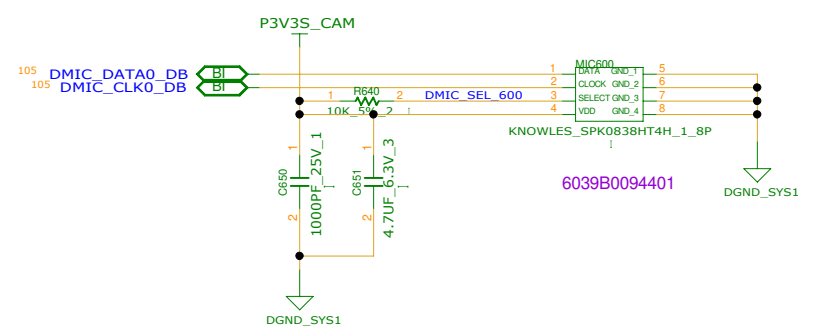 P3V3S_CAM
105 DMIC_DATA0_DB BI
105 DMIC_CLK0_DB BI
MIC600
1 DATA GND_1 5
2 CLOCK GND_2 6
3 SELECT GND_3 7
4 VDD GND_4 8
R640
1 2 DMIC_SEL_600
10K_5%_2
KNOWLES_SPK0838HT4H_1_8P
6039B0094401
DGND_SYS1
1 C650 2 1000PF_25V_1
1 C651 2 4.7UF_6.3V_3
DGND_SYS1